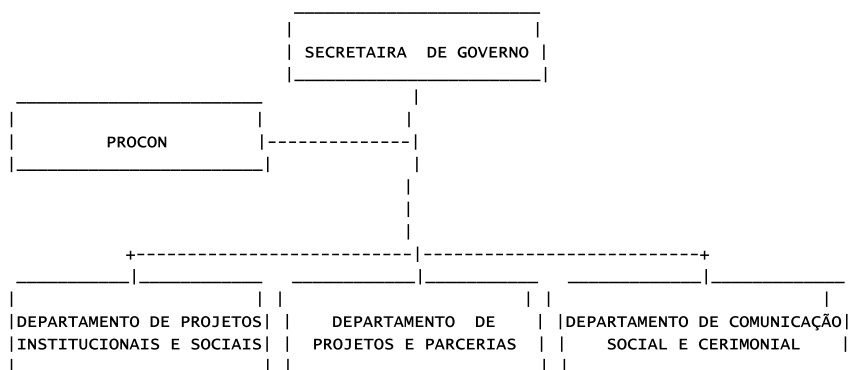 SECRETAIRA DE GOVERNO
PROCON
DEPARTAMENTO DE PROJETOS
INSTITUCIONAIS E SOCIAIS
DEPARTAMENTO DE
PROJETOS E PARCERIAS
DEPARTAMENTO DE COMUNICAÇÃO
SOCIAL E CERIMONIAL